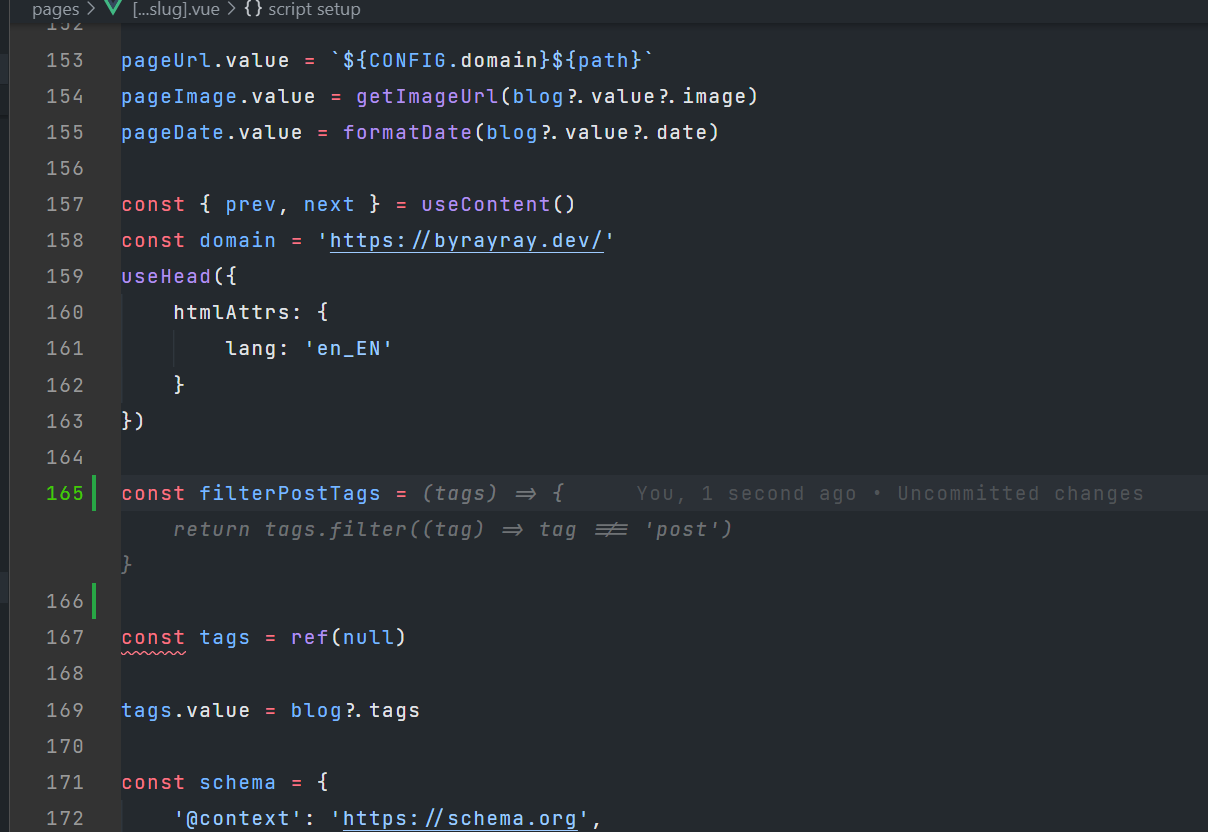 pages > [...slug].vue > {} script setup
152
153 pageUrl.value = `${CONFIG.domain}${path}`
154 pageImage.value = getImageUrl(blog?.value?.image)
155 pageDate.value = formatDate(blog?.value?.date)
156
157 const { prev, next } = useContent()
158 const domain = 'https://byrayray.dev/'
159 useHead({
160     htmlAttrs: {
161         lang: 'en_EN'
162     }
163 })
164
165 const filterPostTags = (tags) => { You, 1 second ago • Uncommitted changes
    return tags.filter((tag) => tag !== 'post')
}
166
167 const tags = ref(null)
168
169 tags.value = blog?.tags
170
171 const schema = {
172     '@context': 'https://schema.org',